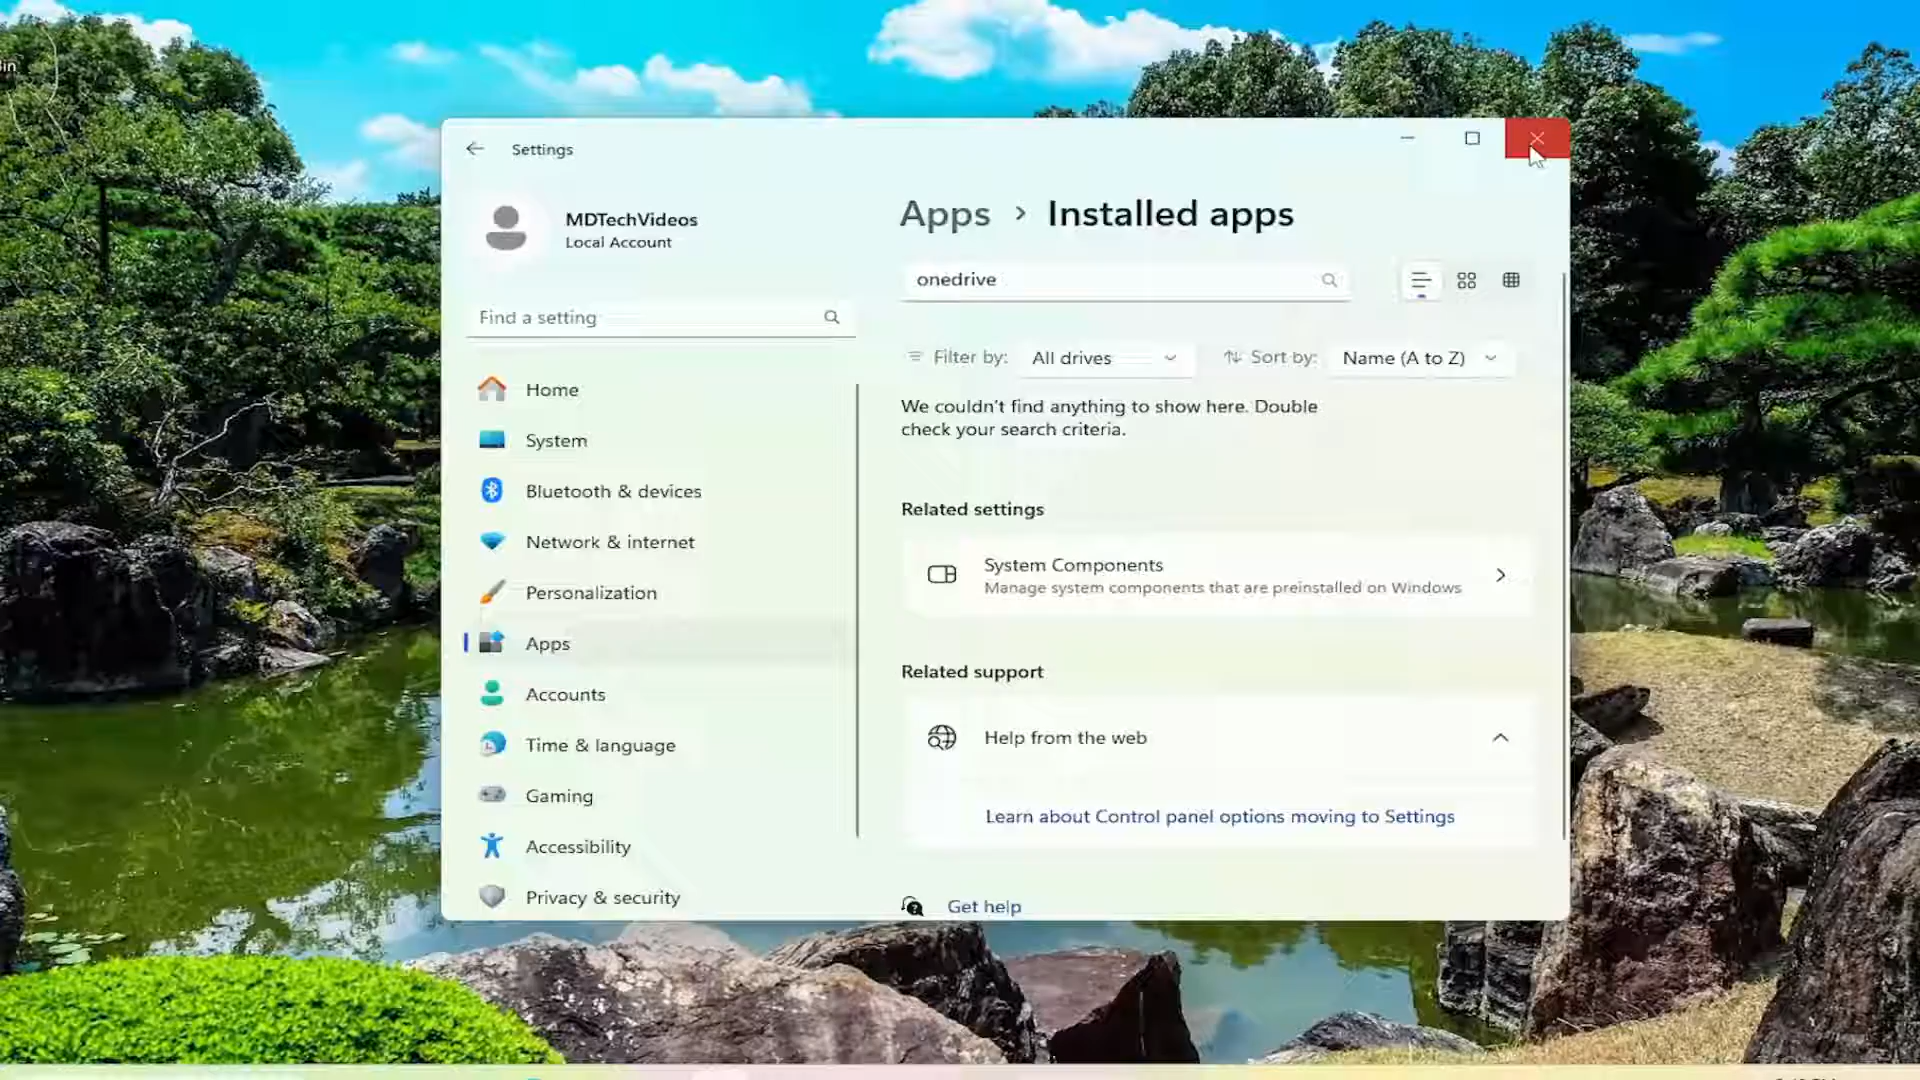 Settings
MDTechVideos
Local Account
Find a setting
Home
System
Bluetooth & devices
Network & internet
Personalization
Apps
Accounts
Time & language
Gaming
Accessibility
Privacy & security
Apps > Installed apps
onedrive
Filter by: All drives
Sort by: Name (A to Z)
We couldn't find anything to show here. Double
check your search criteria.
Related settings
System Components
Manage system components that are preinstalled on Windows
Related support
Help from the web
Learn about Control panel options moving to Settings
Get help